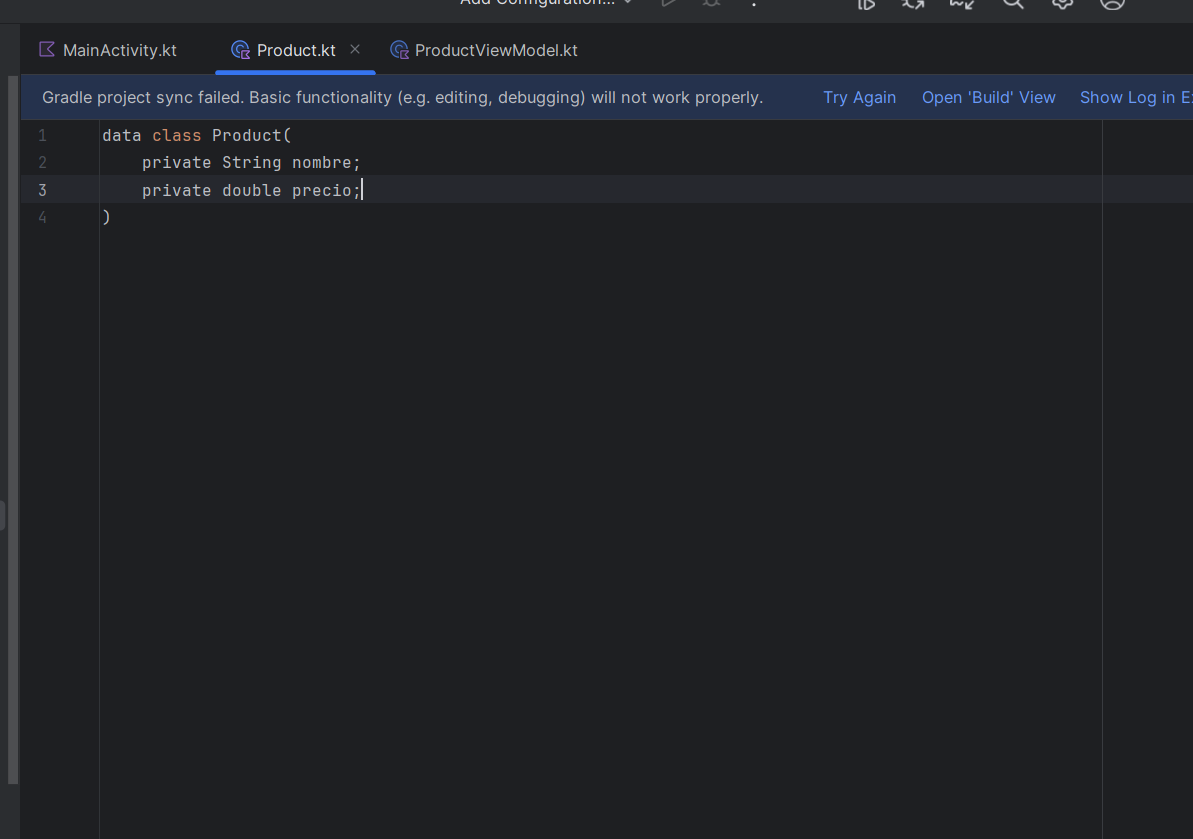 Add Configuration...
MainActivity.kt
Product.kt
ProductViewModel.kt
Gradle project sync failed. Basic functionality (e.g. editing, debugging) will not work properly.
Try Again
Open 'Build' View
Show Log in E
1 data class Product(
2 private String nombre;
3 private double precio;
4 )